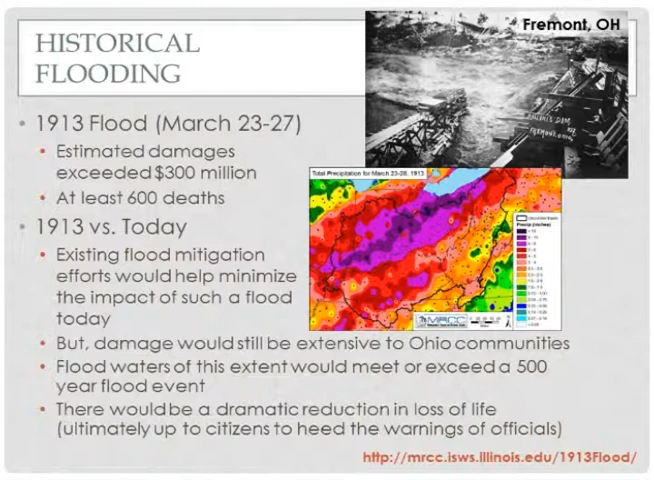 Fremont, OH
HISTORICAL
FLOODING
1913 Flood (March 23-27)
Estimated damages
exceeded $300 million
At least 600 deaths
1913 vs. Today
Existing flood mitigation
efforts would help minimize
the impact of such a flood
today
But, damage would still be extensive to Ohio communities
Flood waters of this extent would meet or exceed a 500
year flood event
There would be a dramatic reduction in loss of life
(ultimately up to citizens to heed the warnings of officials)
Total Precipitation for March 23-28, 1913
MRCC
http://mrcc.isws.illinois.edu/1913Flood/